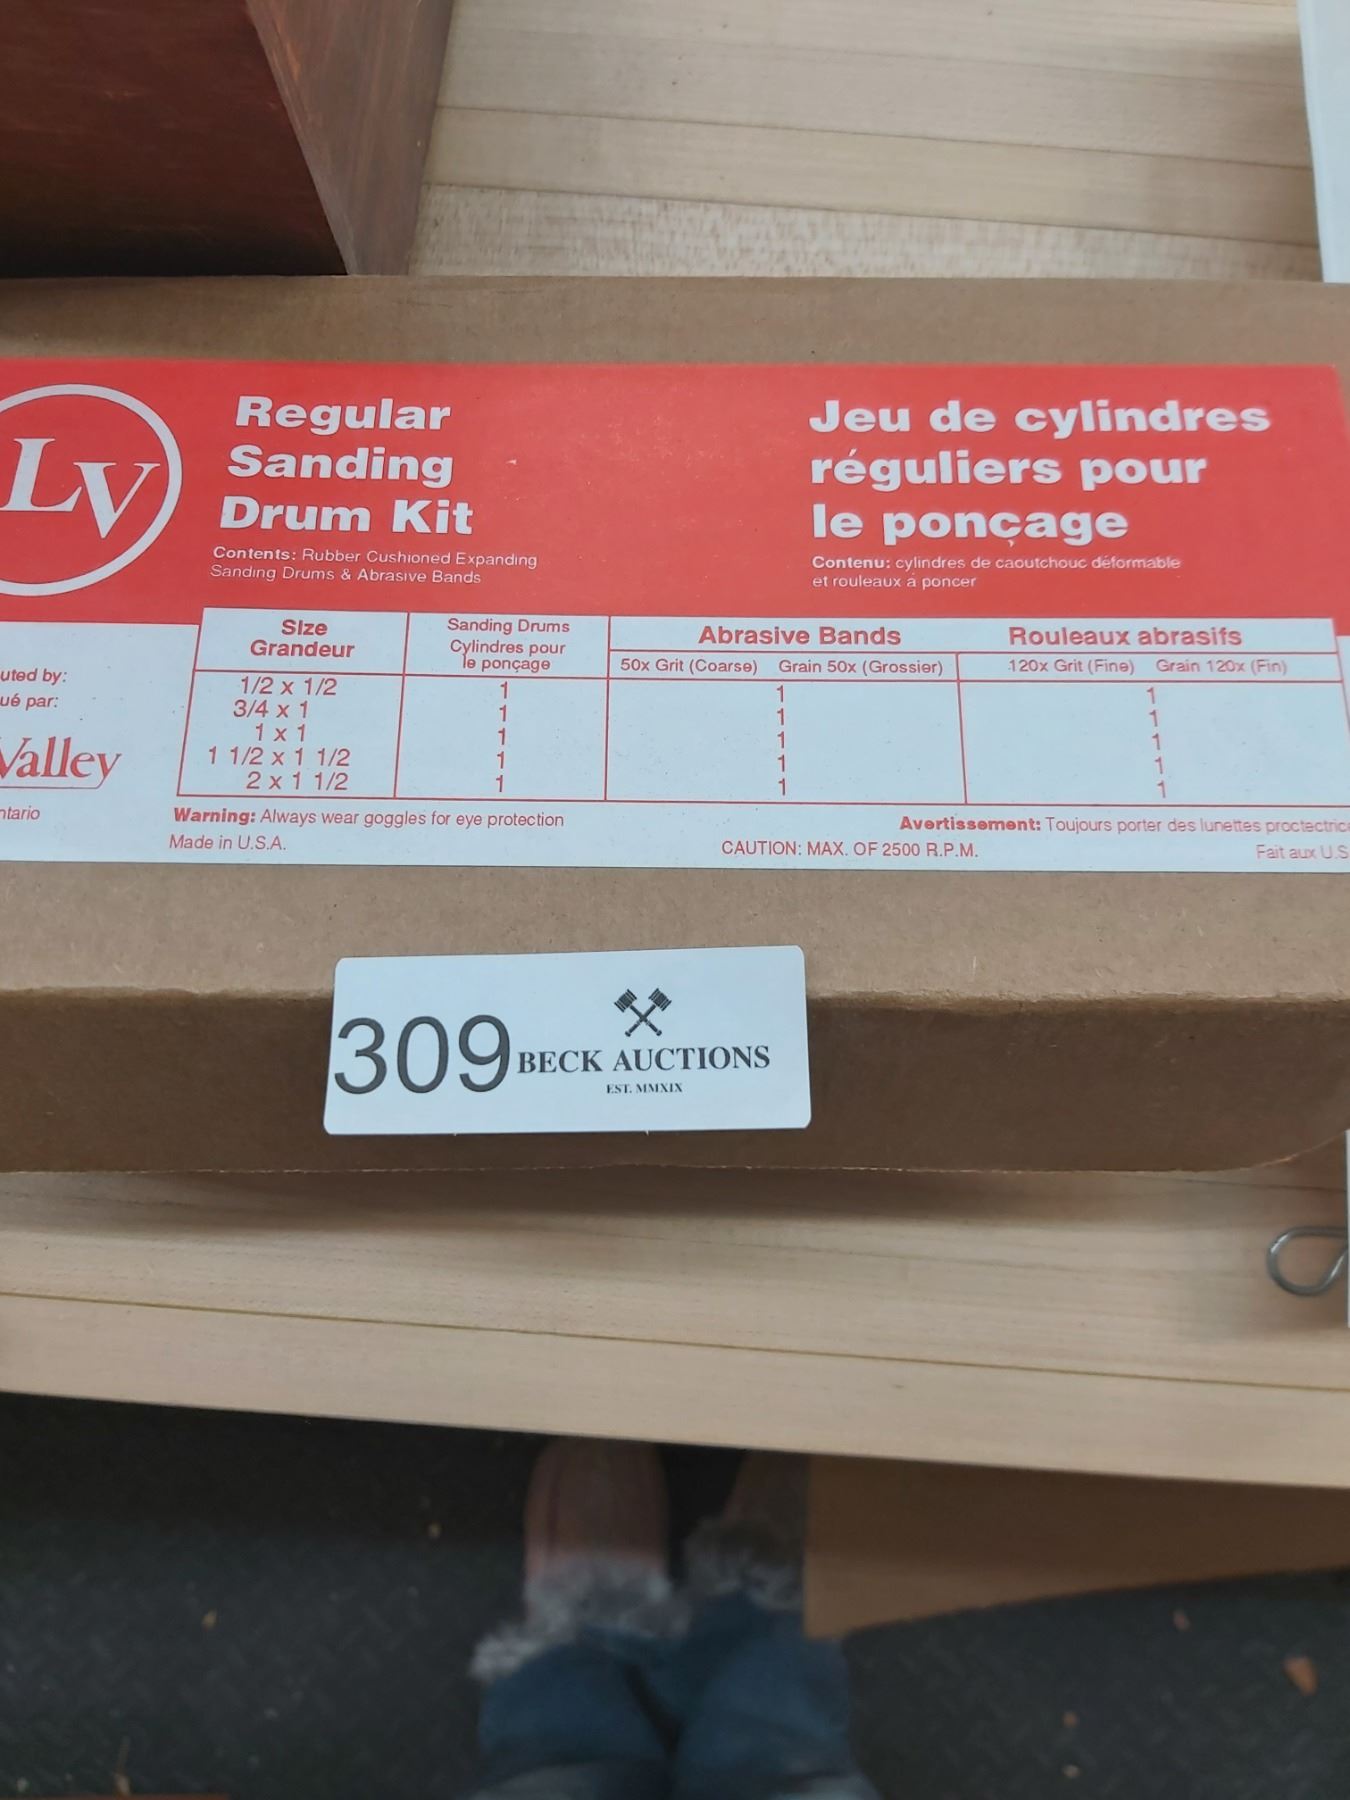 LV
Regular
Sanding
Drum Kit
Contents: Rubber Cushioned Expanding
Sanding Drums & Abrasive Bands
Jeu de cylindres
réguliers pour
le ponçage
Contenu: cylindres de caoutchouc déformable
et rouleaux à poncer
uted by:
ué par:
Valley
ntario
Size
Grandeur
Sanding Drums
Cylindres pour
le ponçage
Abrasive Bands Rouleaux abrasifs
50x Grit (Coarse) Grain 50x (Grossier) 120x Grit (Fine) Grain 120x (Fin)
1/2 x 1/2 1 1 1
3/4 x 1 1 1 1
1 x 1 1 1 1
1 1/2 x 1 1/2 1 1 1
2 x 1 1/2 1 1 1
Warning: Always wear goggles for eye protection
Avertissement: Toujours porter des lunettes proctectric
Made in U.S.A.
CAUTION: MAX. OF 2500 R.P.M.
Fait aux U.S
309
BECK AUCTIONS
EST. MMXIX